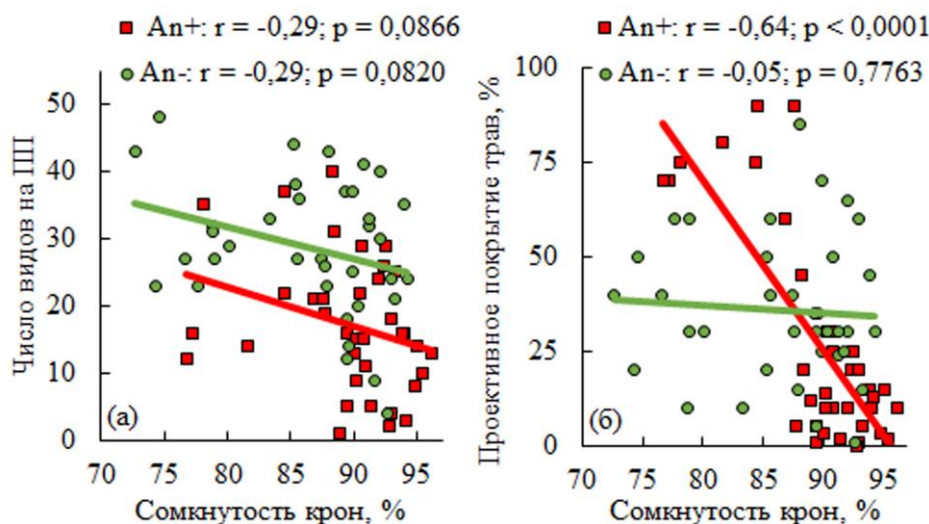 An+: r = -0,29; p = 0,0866
An-: r = -0,29; p = 0,0820
Число видов на ПП
50
40
30
20
10
0
(а)
70 75 80 85 90 95
Сомкнутость крон, %
An+: r = -0,64; p < 0,0001
An-: r = -0,05; p = 0,7763
Проективное покрытие трав, %
100
75
50
25
0
(б)
70 75 80 85 90 95
Сомкнутость крон, %